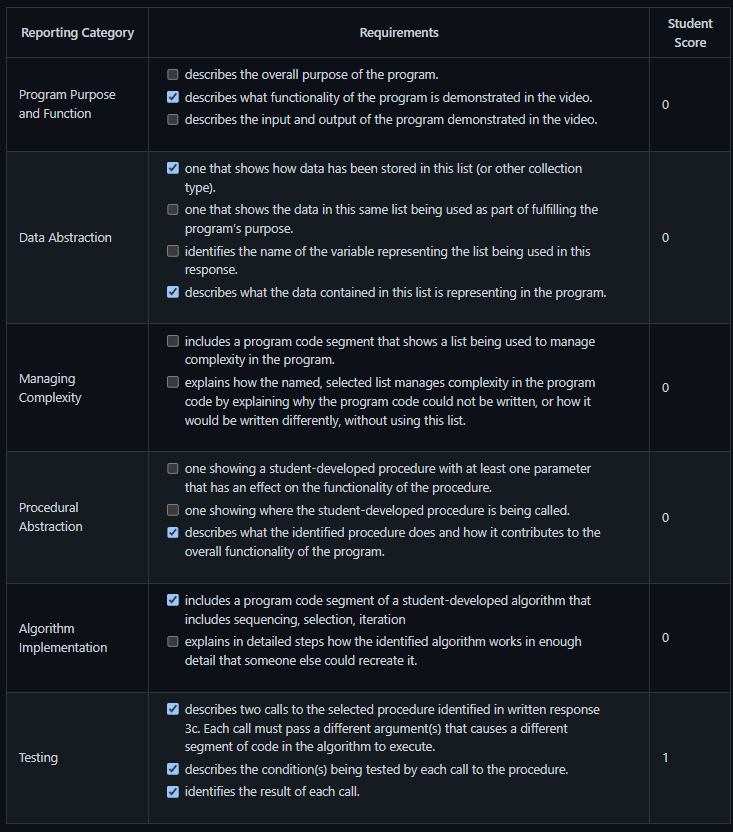 Reporting Category
Requirements
Student
Score
Program Purpose
and Function
describes the overall purpose of the program.
describes what functionality of the program is demonstrated in the video.
describes the input and output of the program demonstrated in the video.
0
Data Abstraction
one that shows how data has been stored in this list (or other collection
type).
one that shows the data in this same list being used as part of fulfilling the
program's purpose.
identifies the name of the variable representing the list being used in this
response.
describes what the data contained in this list is representing in the program.
0
Managing
Complexity
includes a program code segment that shows a list being used to manage
complexity in the program.
explains how the named, selected list manages complexity in the program
code by explaining why the program code could not be written, or how it
would be written differently, without using this list.
0
Procedural
Abstraction
one showing a student-developed procedure with at least one parameter
that has an effect on the functionality of the procedure.
one showing where the student-developed procedure is being called.
describes what the identified procedure does and how it contributes to the
overall functionality of the program.
0
Algorithm
Implementation
includes a program code segment of a student-developed algorithm that
includes sequencing, selection, iteration
explains in detailed steps how the identified algorithm works in enough
detail that someone else could recreate it.
0
Testing
describes two calls to the selected procedure identified in written response
3c. Each call must pass a different argument(s) that causes a different
segment of code in the algorithm to execute.
describes the condition(s) being tested by each call to the procedure.
identifies the result of each call.
1